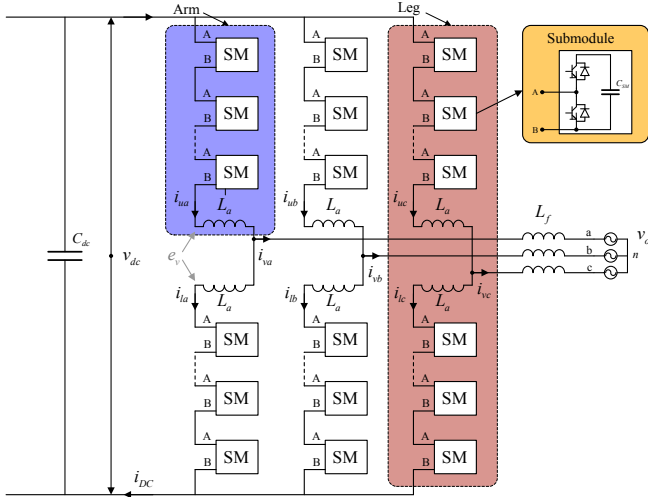 Arm
Leg
Submodule
A
SM
A
SM
A
SM
B
B
B
A
C_SM
B
A
SM
A
SM
A
SM
B
B
B
A
SM
A
SM
A
SM
B
B
B
i_ua
L_a
i_ub
L_a
i_uc
L_a
L_f
C_dc
v_dc
e_v
i_va
i_vb
i_vc
a
b
c
n
i_la
L_a
i_lb
L_a
i_lc
L_a
A
SM
A
SM
A
SM
B
B
B
A
SM
A
SM
A
SM
B
B
B
A
SM
A
SM
A
SM
B
B
B
i_DC